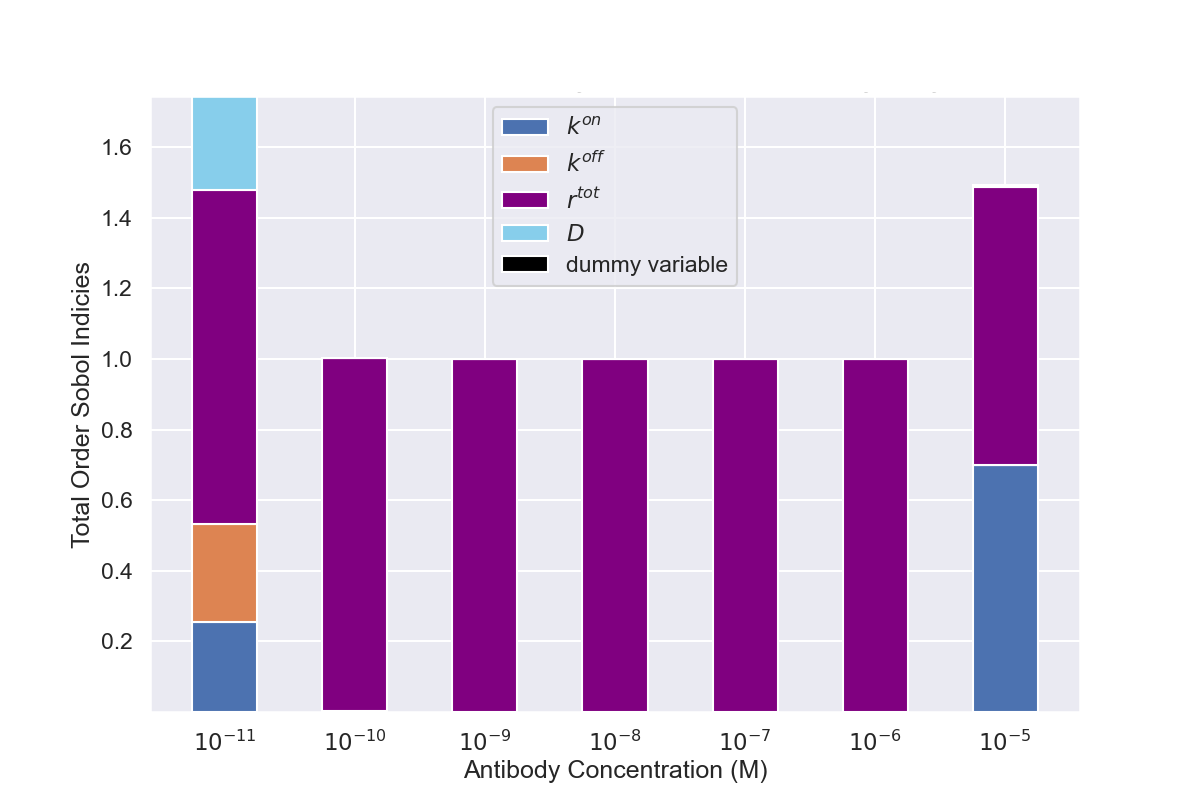 k^on
k^off
r^tot
D
dummy variable
Total Order Sobol Indicies
1.6
1.4
1.2
1.0
0.8
0.6
0.4
0.2
10^−11 10^−10 10^−9 10^−8 10^−7 10^−6 10^−5
Antibody Concentration (M)